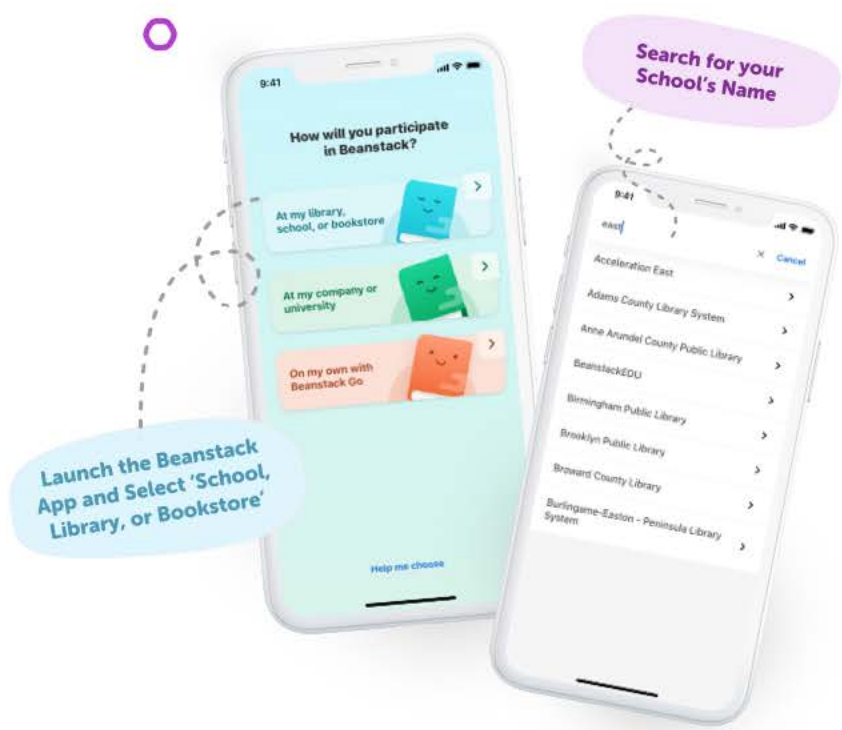 9:41
How will you participate
in Beanstack?
At my library,
school, or bookstore
At my company or
university
On my own with
Beanstack Go
Help me choose
Launch the Beanstack
App and Select ‘School,
Library, or Bookstore’
Search for your
School’s Name
9:41
east
Cancel
Acceleration East
Adams County Library System
Anne Arundel County Public Library
BeanstackEDU
Birmingham Public Library
Brooklyn Public Library
Broward County Library
Burlingame-Easton - Peninsula Library
System